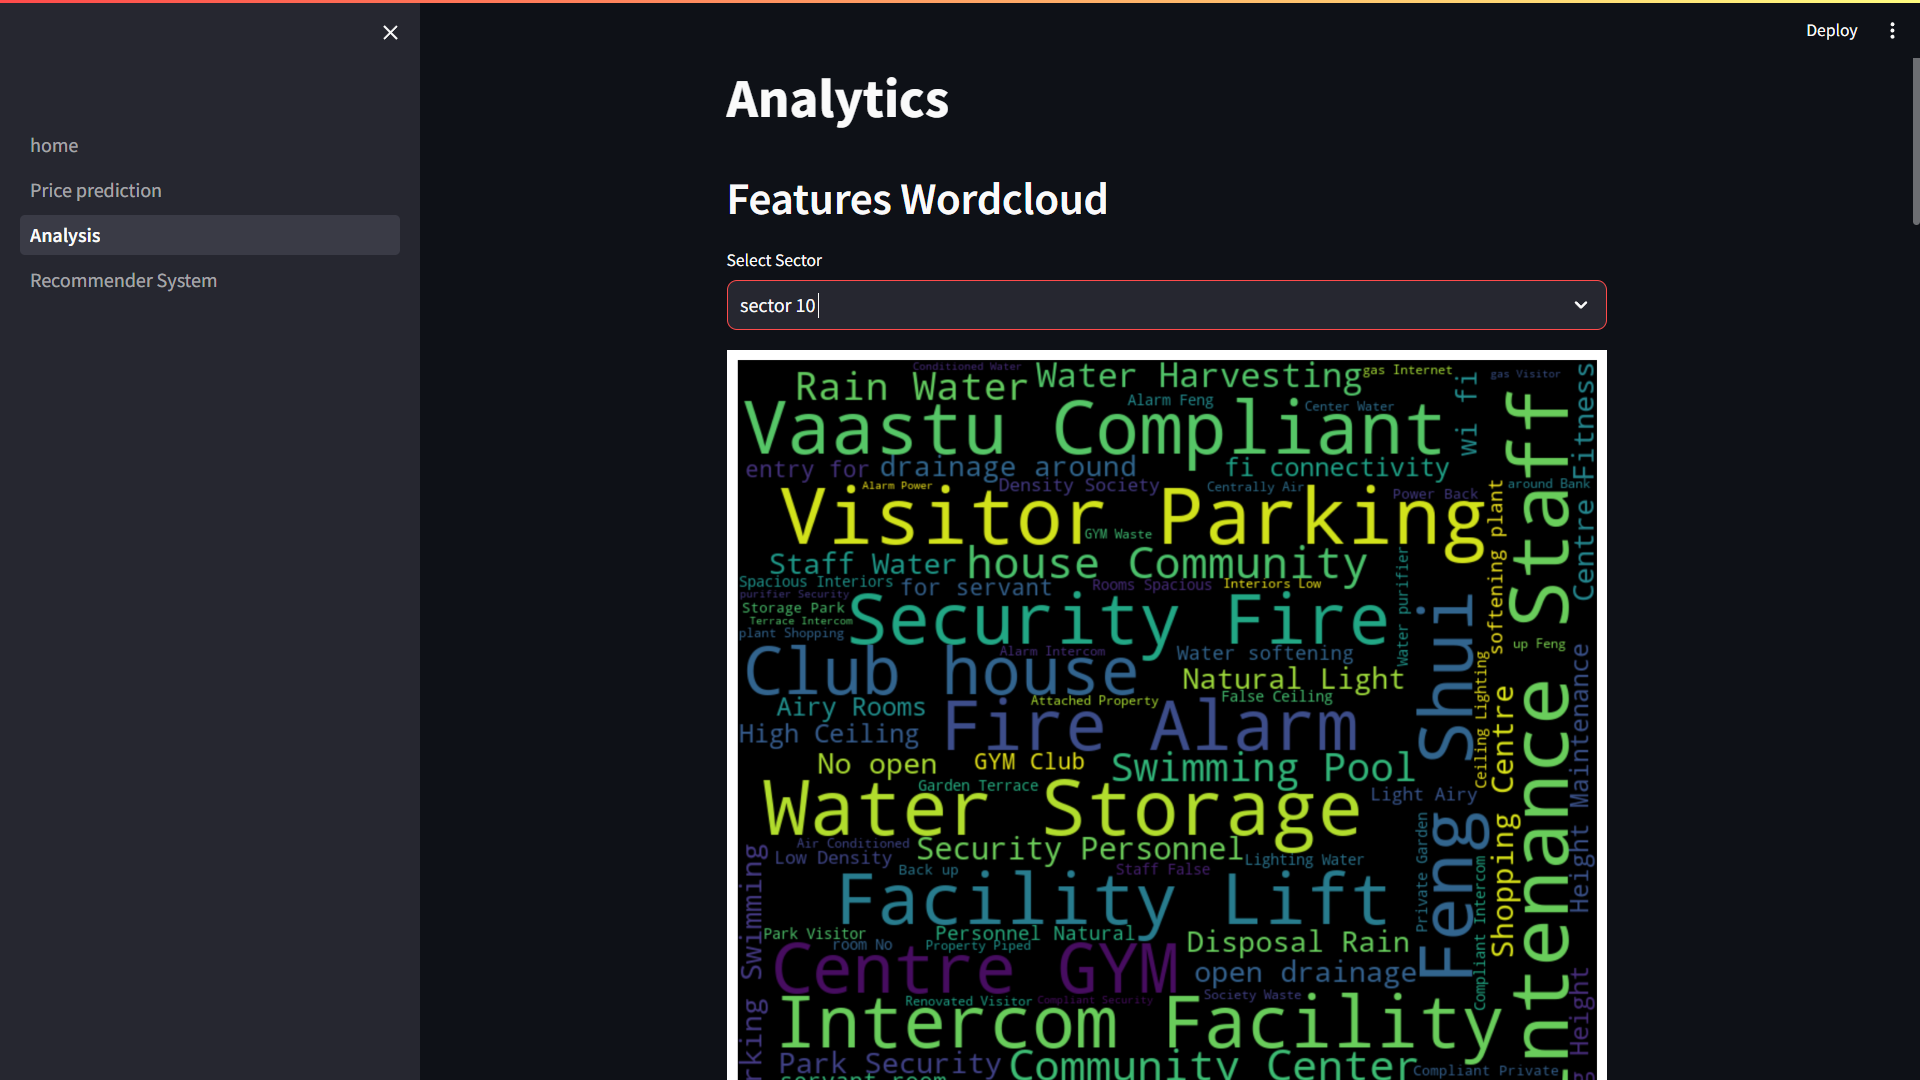 Deploy
home
Price prediction
Analysis
Recommender System
Analytics
Features Wordcloud
Select Sector
sector 10
Conditioned Water
Rain Water
Water Harvesting
gas Internet
gas Visitor
wi fi
Centre Fitness
Alarm Feng
Center Water
Vaastu Compliant
Maintenance Staff
entry for
drainage around
fi connectivity
Alarm Power
Density Society
Centrally Air
Power Back
around Bank
softening plant
Visitor Parking
GYM Waste
Staff Water
house Community
Water purifier
Spacious Interiors
for servant
Rooms Spacious
Interiors Low
purifier Security
Storage Park
Security Fire
Feng Shui
Terrace Intercom
plant Shopping
Alarm Intercom
Water softening
up Feng
Height Maintenance
Club house
Natural Light
Ceiling Lighting
Attached Property
False Ceiling
Airy Rooms
Fire Alarm
High Ceiling
Shopping Centre
No open
GYM Club
Swimming Pool
Garden Terrace
Water Storage
Light Airy
Private Garden
Air Conditioned
Low Density
Security Personnel
Lighting Water
Back up
Staff False
Compliant Intercom
Facility Lift
Park Visitor
Personnel Natural
room No
Property Piped
Disposal Rain
Centre GYM
open drainage
Swimming
Height
Society Waste
Renovated Visitor
Compliant Security
Intercom Facility
Park Security
Community Center
Compliant Private
servant room